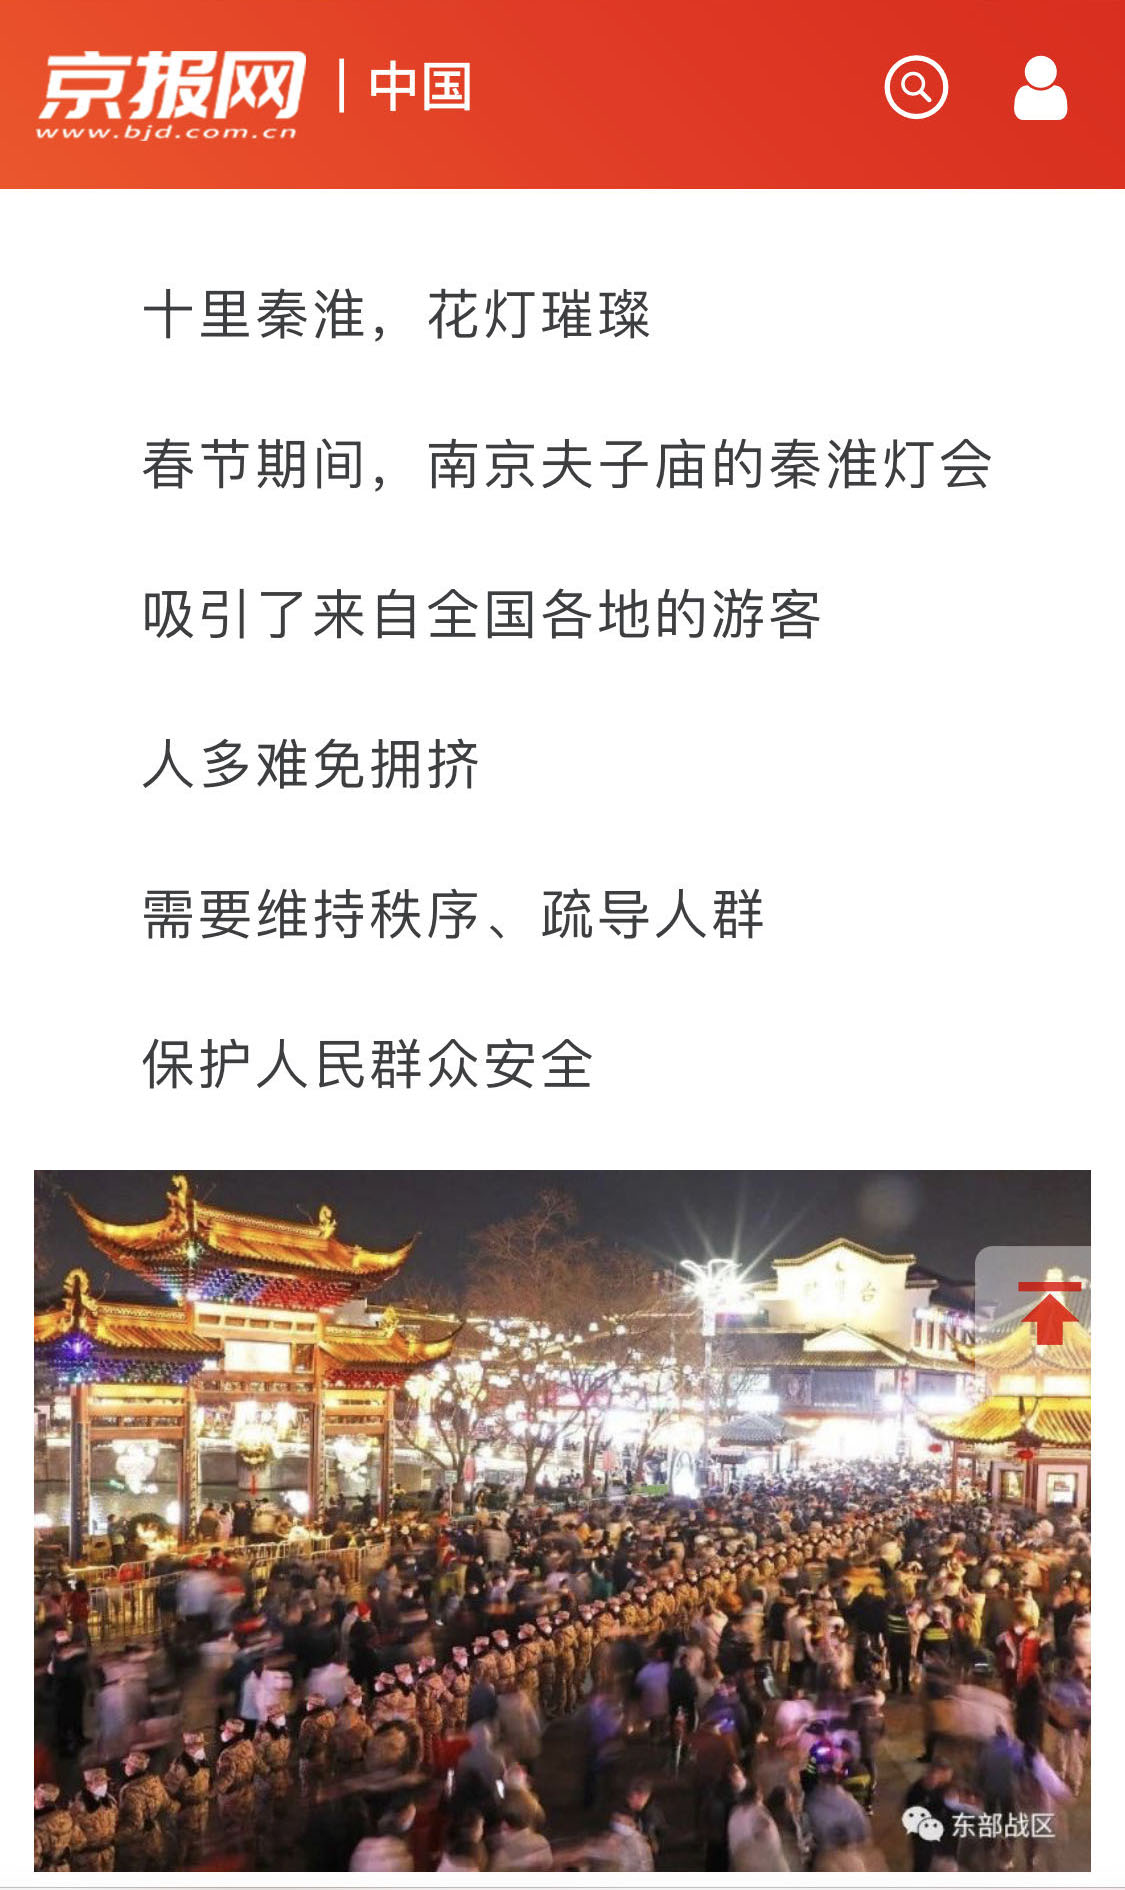 京报网 | 中国
www.bjd.com.cn
十里秦淮，花灯璀璨
春节期间，南京夫子庙的秦淮灯会
吸引了来自全国各地的游客
人多难免拥挤
需要维持秩序、疏导人群
保护人民群众安全
东部战区